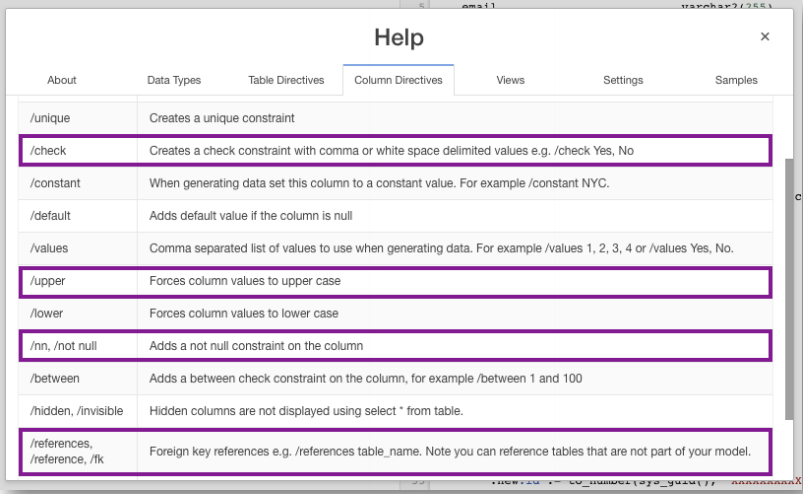 5 email varchar2(255)
Help ×
About Data Types Table Directives Column Directives Views Settings Samples
/unique Creates a unique constraint
/check Creates a check constraint with comma or white space delimited values e.g. /check Yes, No
/constant When generating data set this column to a constant value. For example /constant NYC.
/default Adds default value if the column is null
/values Comma separated list of values to use when generating data. For example /values 1, 2, 3, 4 or /values Yes, No.
/upper Forces column values to upper case
/lower Forces column values to lower case
/nn, /not null Adds a not null constraint on the column
/between Adds a between check constraint on the column, for example /between 1 and 100
/hidden, /invisible Hidden columns are not displayed using select * from table.
/references,
/reference, /fk Foreign key references e.g. /references table_name. Note you can reference tables that are not part of your model.
:new.id := to_number(sys_guid(),